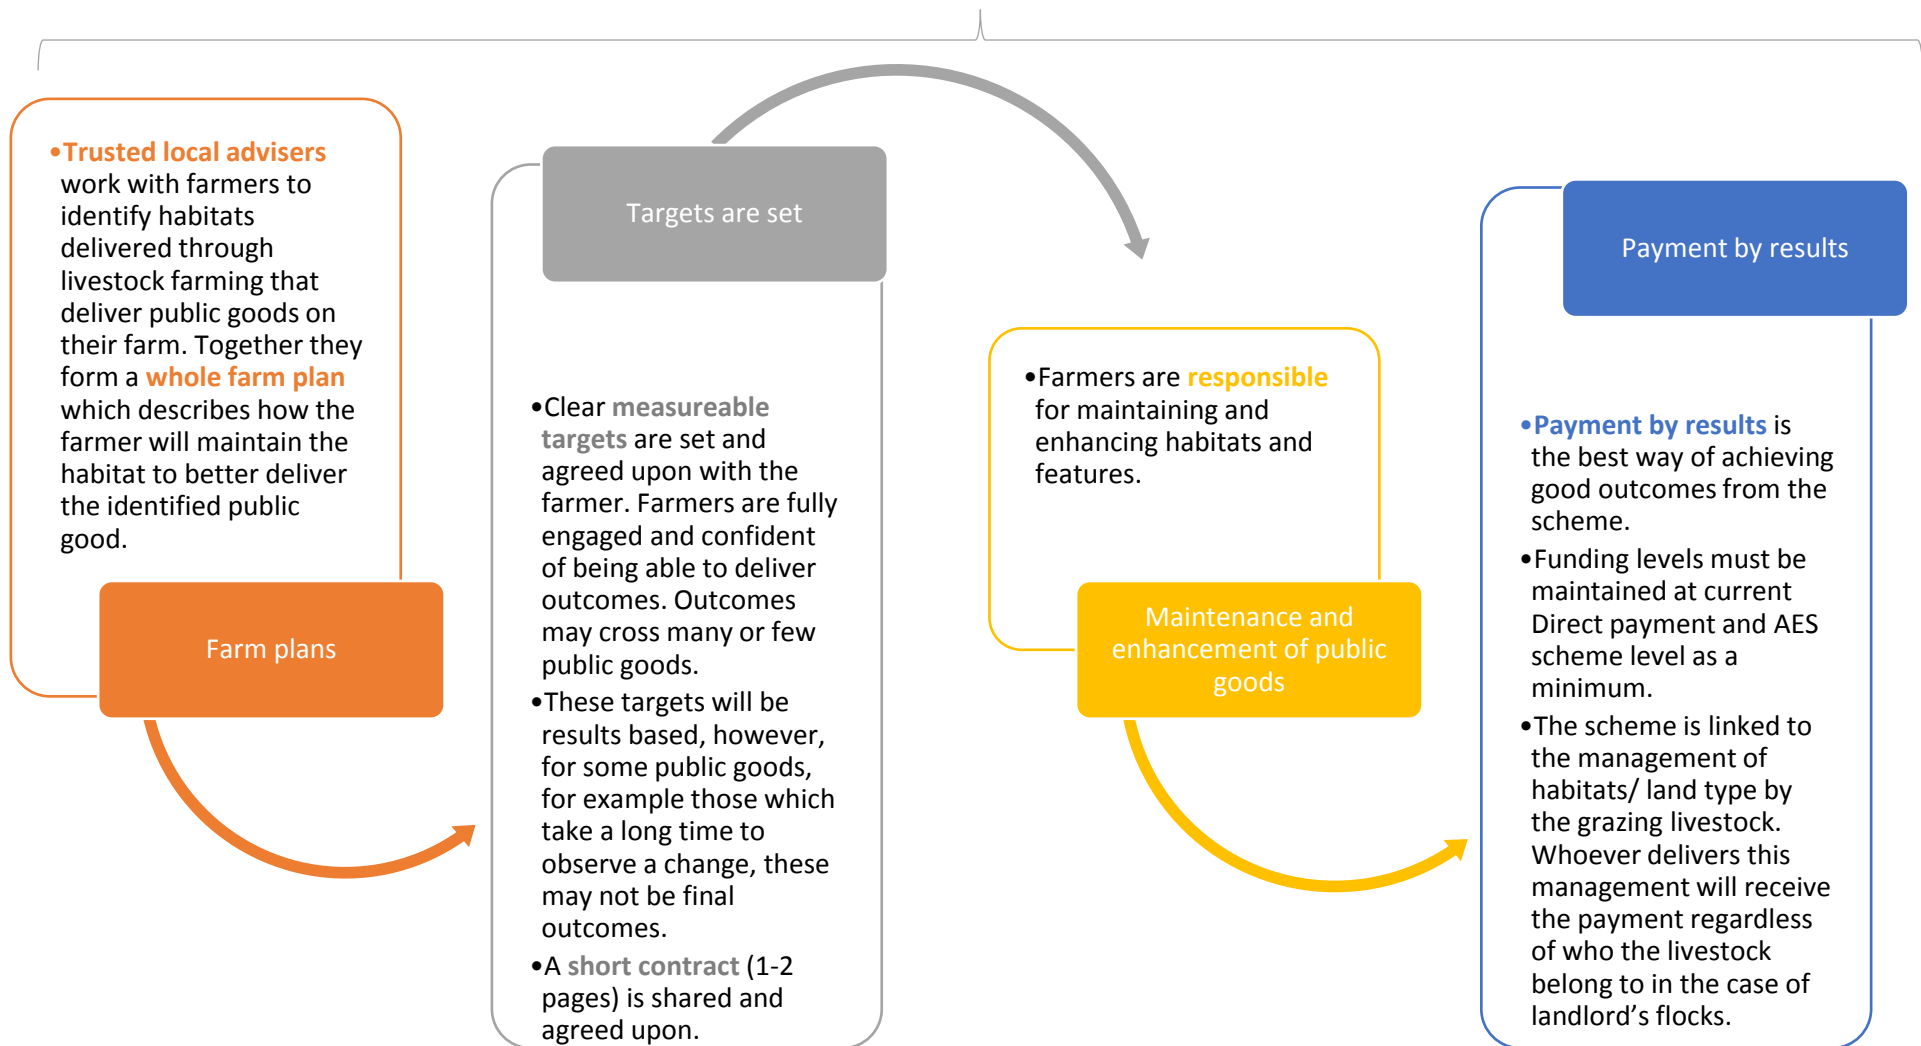 •Trusted local advisers
work with farmers to
identify habitats
delivered through
livestock farming that
deliver public goods on
their farm. Together they
form a whole farm plan
which describes how the
farmer will maintain the
habitat to better deliver
the identified public
good.
Farm plans
Targets are set
•Clear measureable
targets are set and
agreed upon with the
farmer. Farmers are fully
engaged and confident
of being able to deliver
outcomes. Outcomes
may cross many or few
public goods.
•These targets will be
results based, however,
for some public goods,
for example those which
take a long time to
observe a change, these
may not be final
outcomes.
•A short contract (1-2
pages) is shared and
agreed upon.
•Farmers are responsible
for maintaining and
enhancing habitats and
features.
Maintenance and
enhancement of public
goods
Payment by results
•Payment by results is
the best way of achieving
good outcomes from the
scheme.
•Funding levels must be
maintained at current
Direct payment and AES
scheme level as a
minimum.
•The scheme is linked to
the management of
habitats/ land type by
the grazing livestock.
Whoever delivers this
management will receive
the payment regardless
of who the livestock
belong to in the case of
landlord’s flocks.